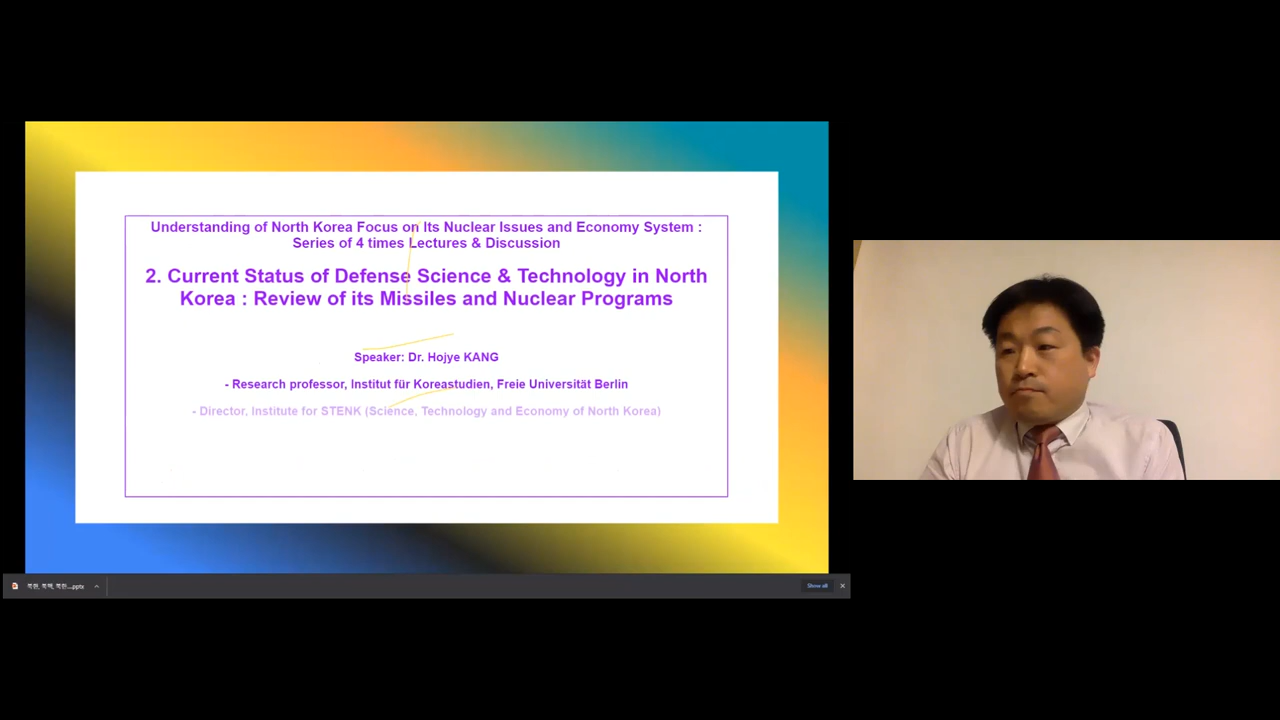 Understanding of North Korea Focus on Its Nuclear Issues and Economy System :
Series of 4 times Lectures & Discussion
2. Current Status of Defense Science & Technology in North
Korea : Review of its Missiles and Nuclear Programs
Speaker: Dr. Hojye KANG
- Research professor, Institut für Koreastudien, Freie Universität Berlin
- Director, Institute for STENK (Science, Technology and Economy of North Korea)
Show all